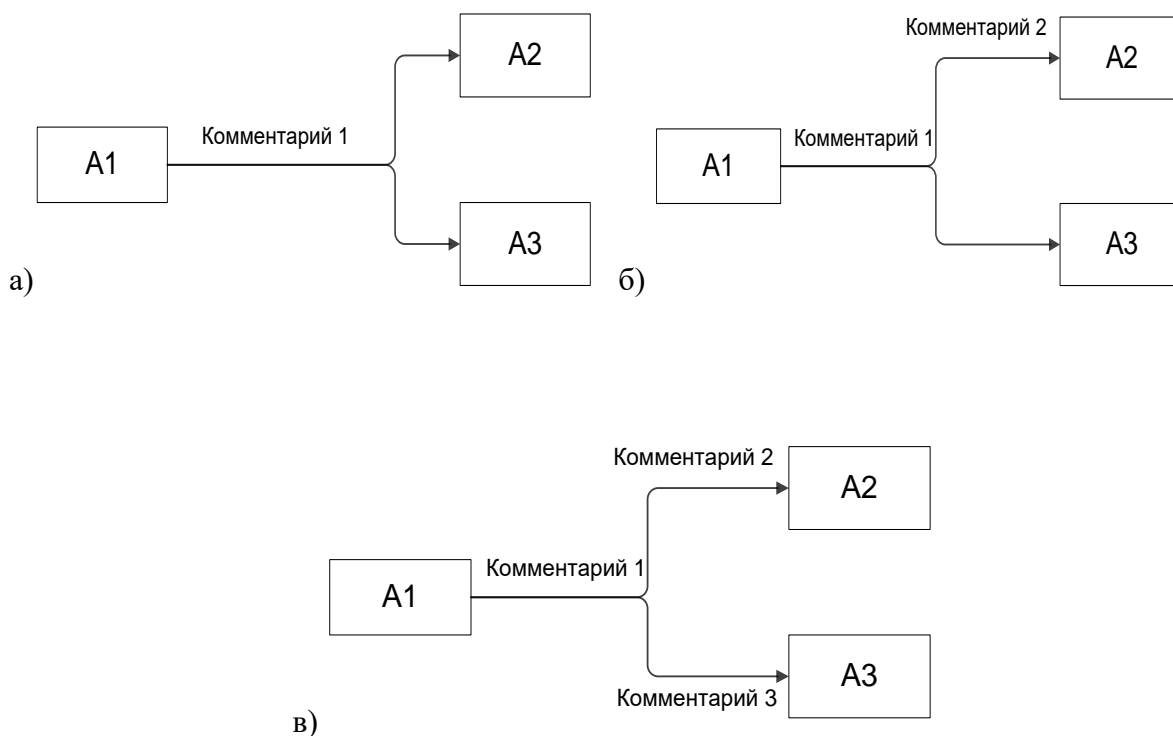 А2
Комментарий 1
А1
А3
а)
Комментарий 2
А2
Комментарий 1
А1
А3
б)
Комментарий 2
А2
Комментарий 1
А1
А3
Комментарий 3
в)